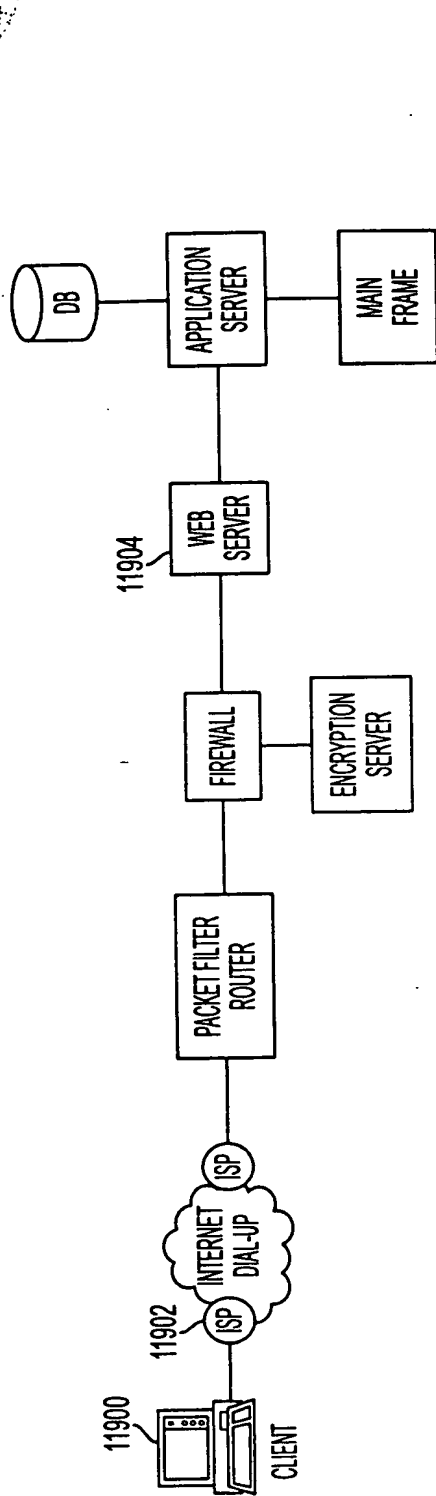 11900
CLIENT
11902
ISP
INTERNET
DIAL-UP
ISP
PACKET FILTER
ROUTER
FIREWALL
ENCRYPTION
SERVER
11904
WEB
SERVER
DB
APPLICATION
SERVER
MAIN
FRAME